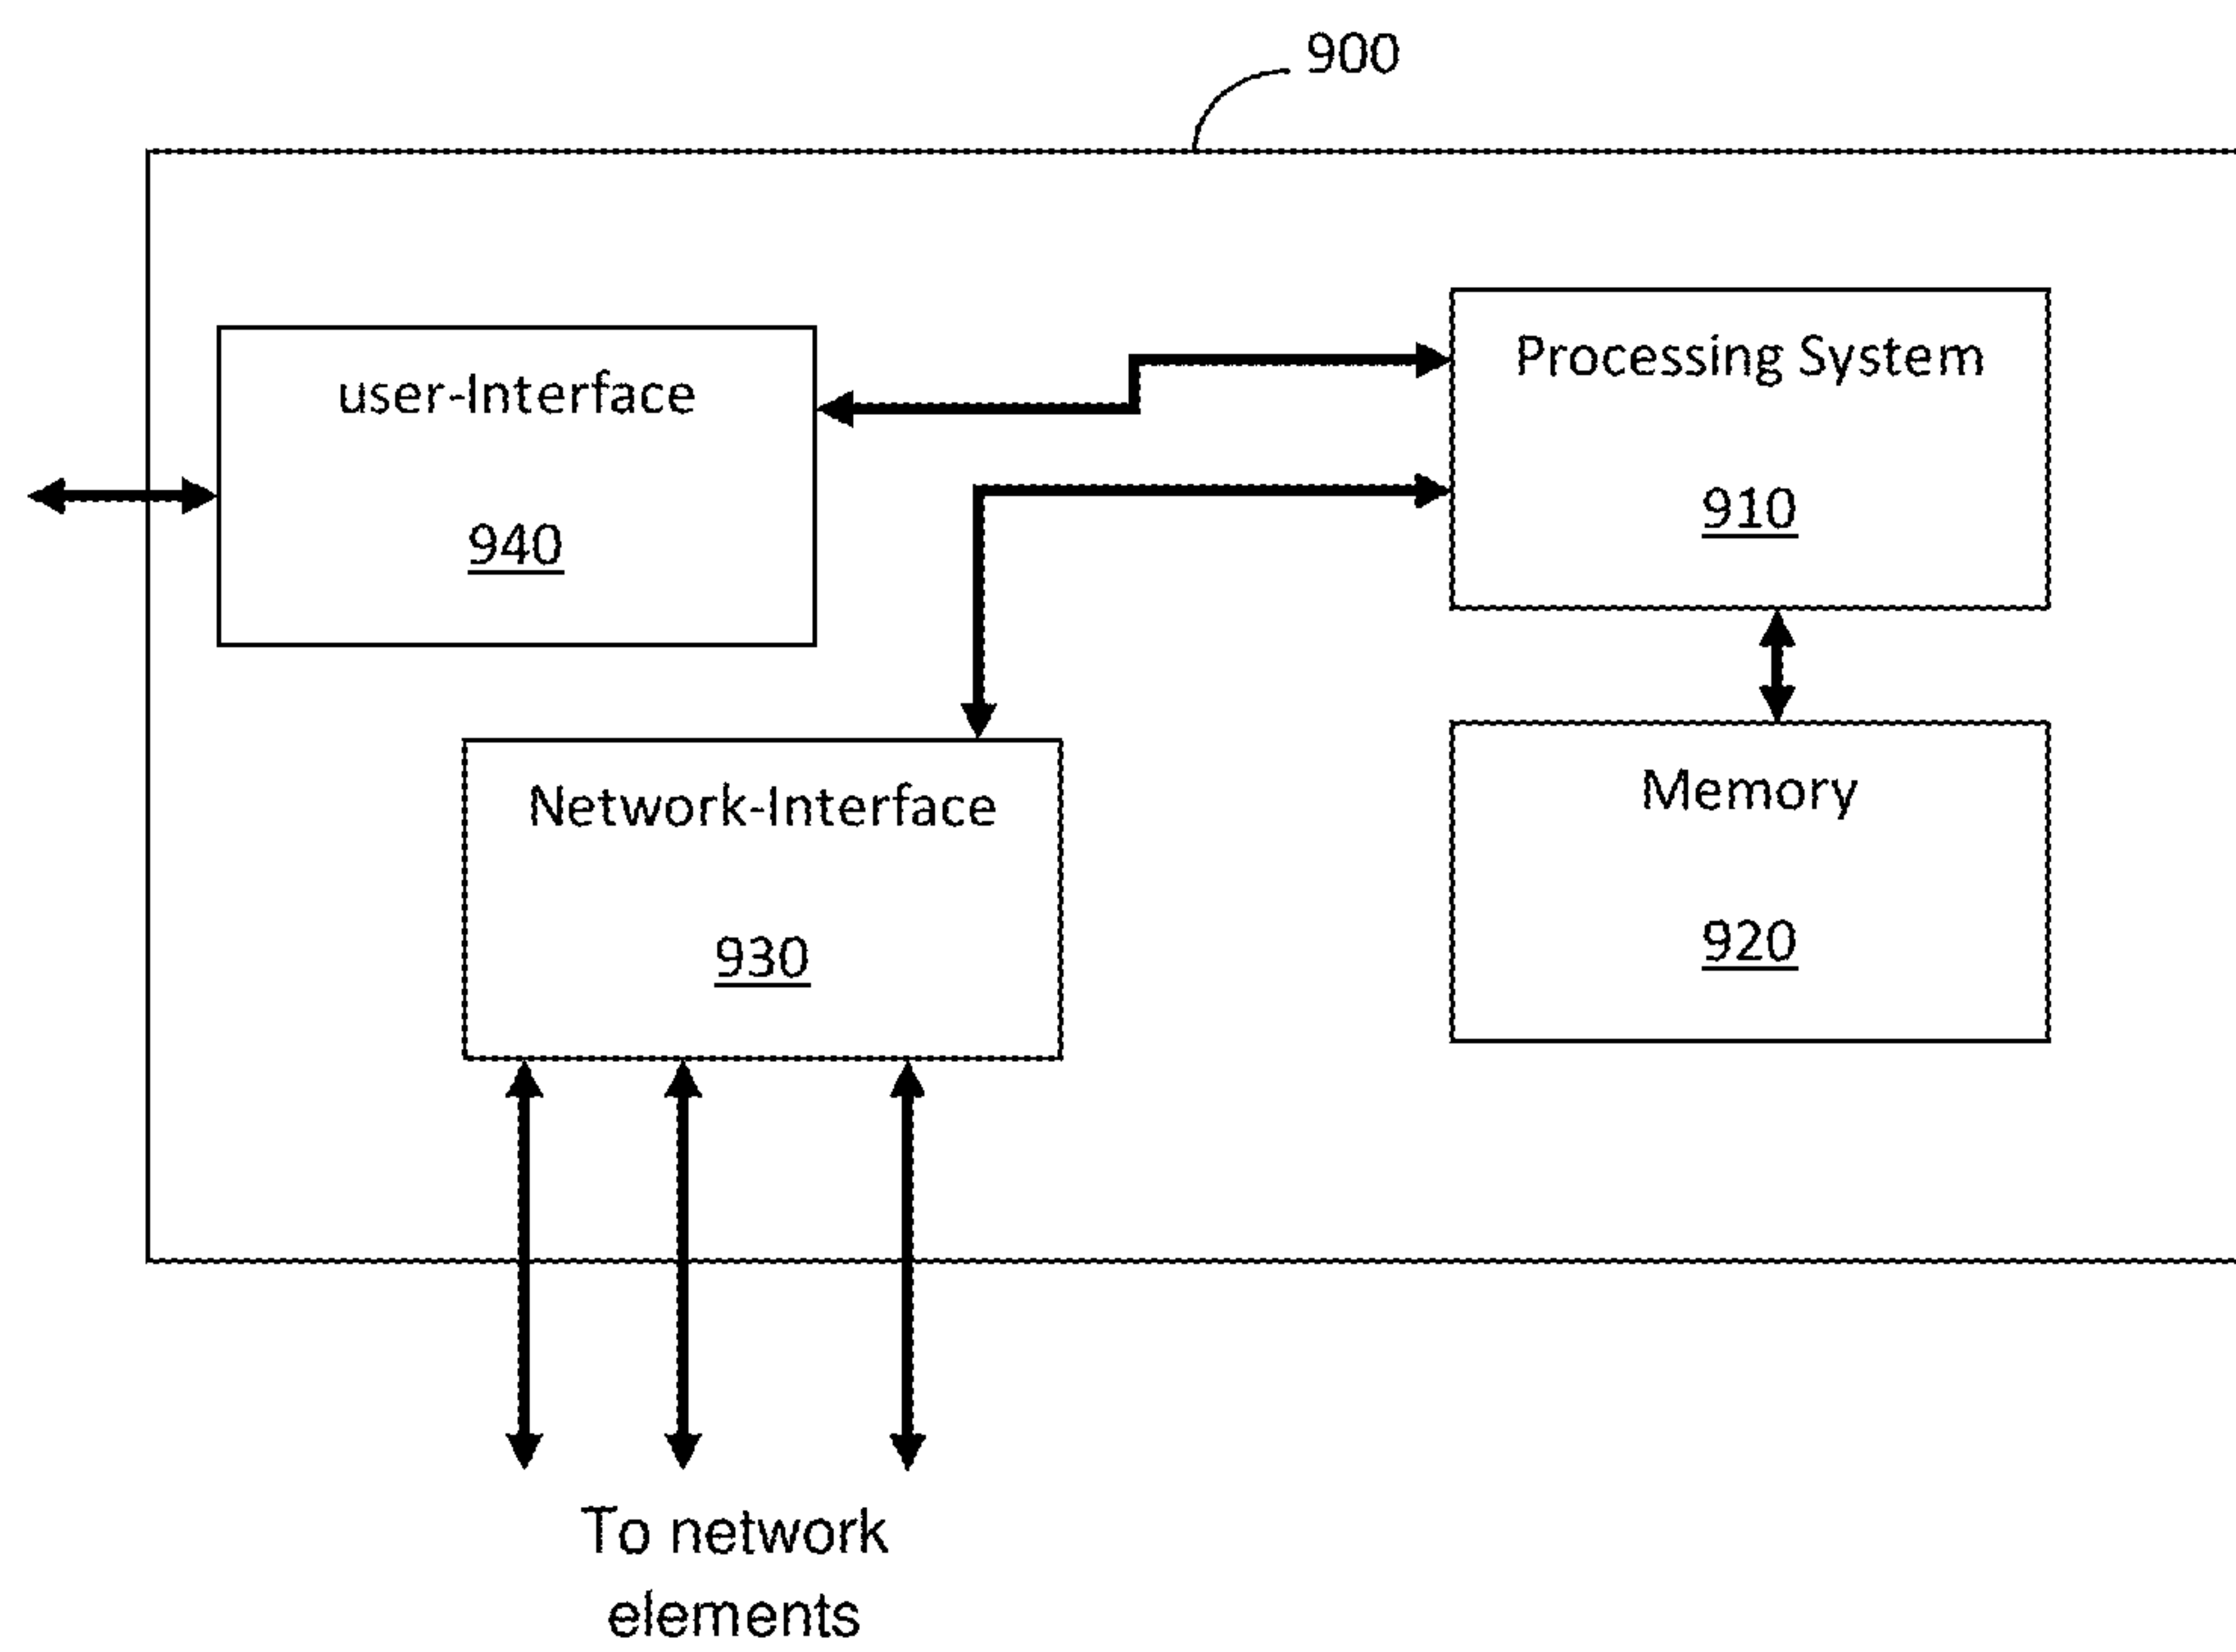 900
user-Interface
940
Processing System
910
Network-Interface
930
Memory
920
To network
elements